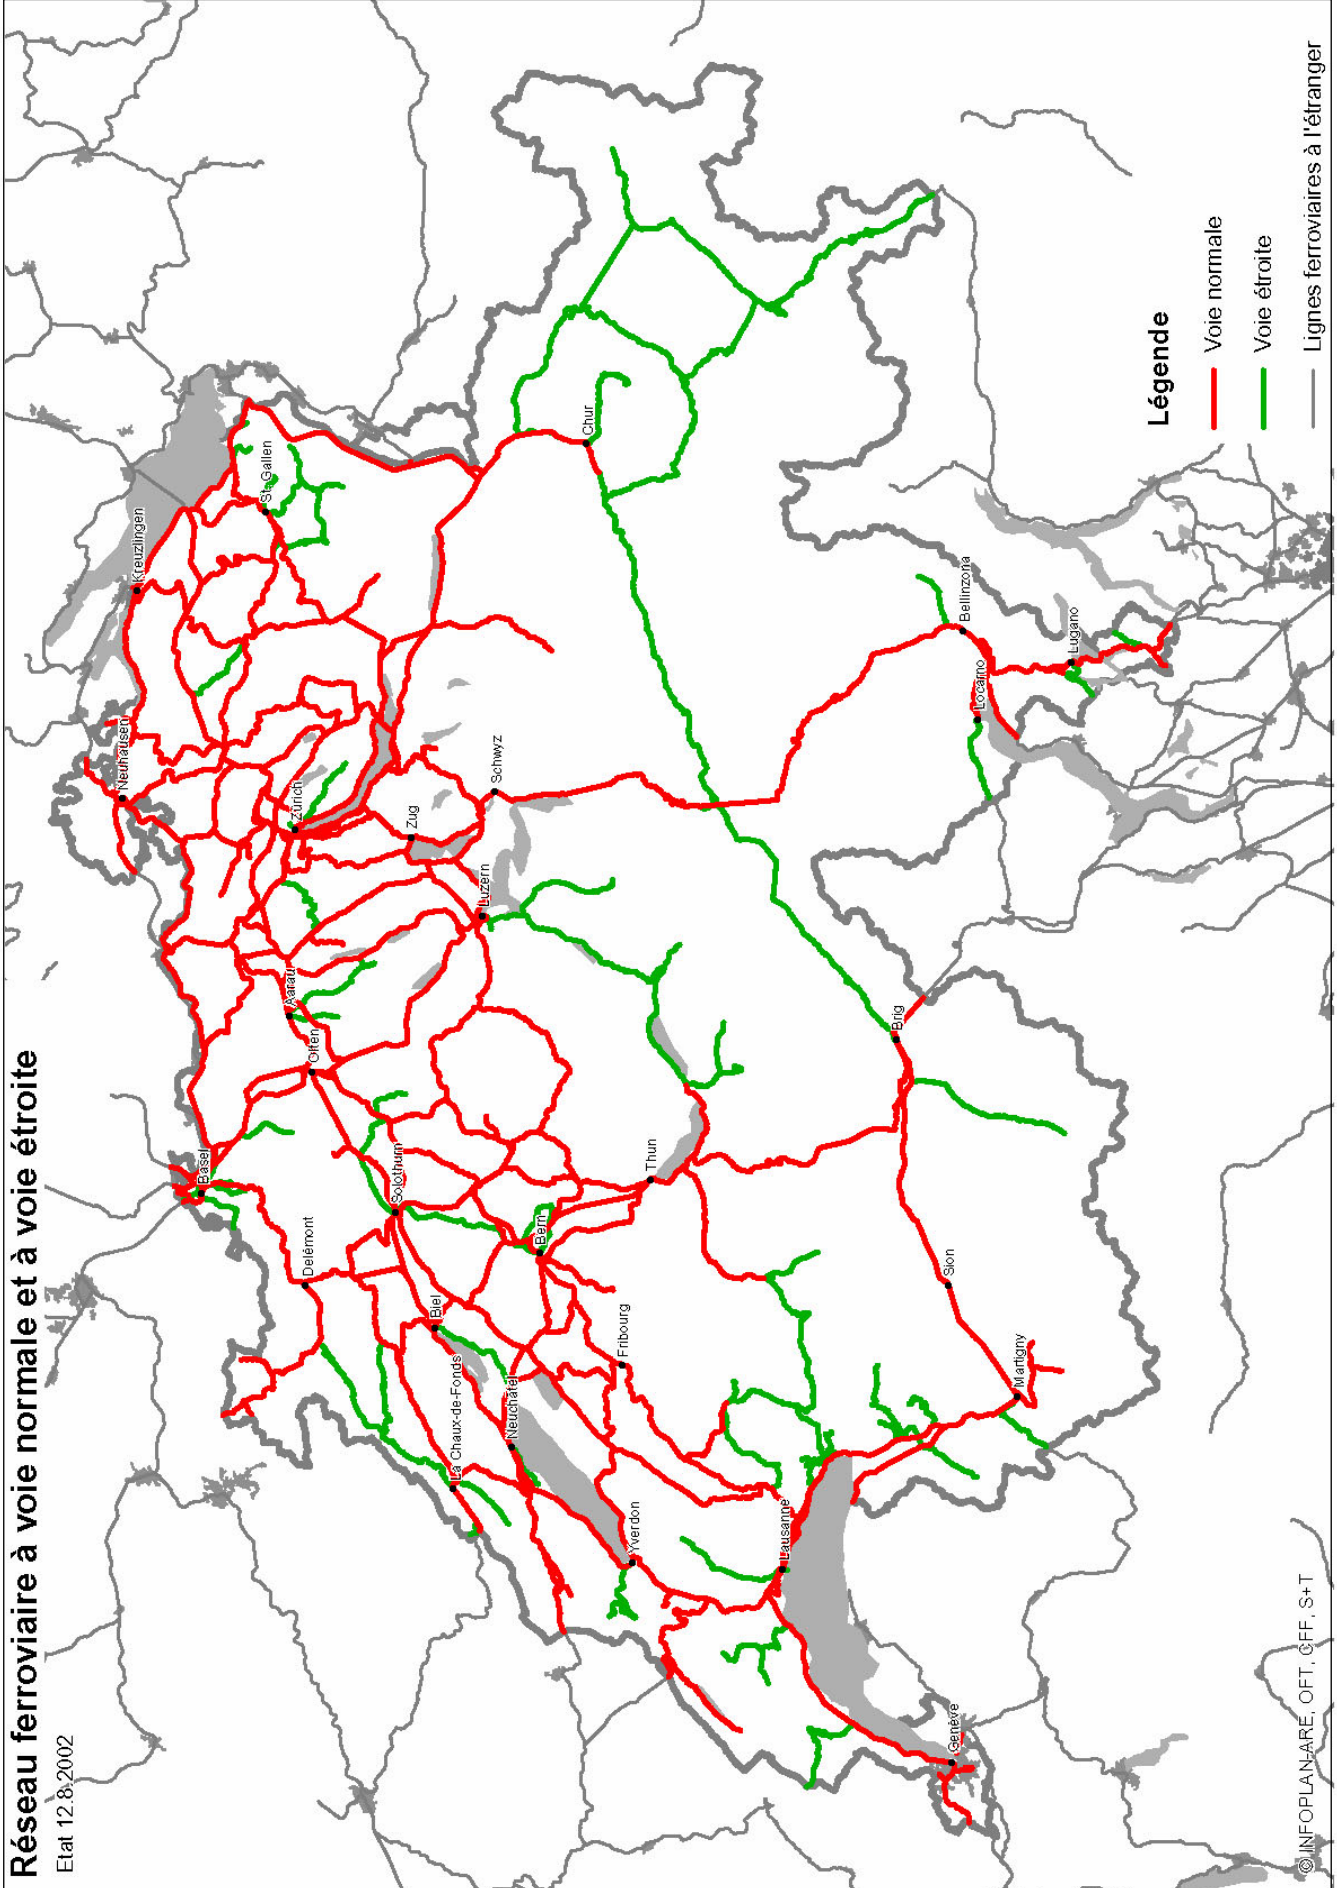 Réseau ferroviaire à voie normale et à voie étroite
Etat 12.8.2002
Neuhausen
Kreuzlingen
Basel
St. Gallen
Zürich
Aarau
Olten
Delémont
Solothurn
Zug
Biel
La Chaux-de-Fonds
Schwyz
Luzern
Neuchâtel
Bern
Chur
Fribourg
Yverdon
Thun
Lausanne
Brig
Sion
Genève
Martigny
Bellinzona
Locarno
Lugano
Légende
Voie normale
Voie étroite
Lignes ferroviaires à l'étranger
© INFOPLAN-ARE, OFT, CFF, S+T